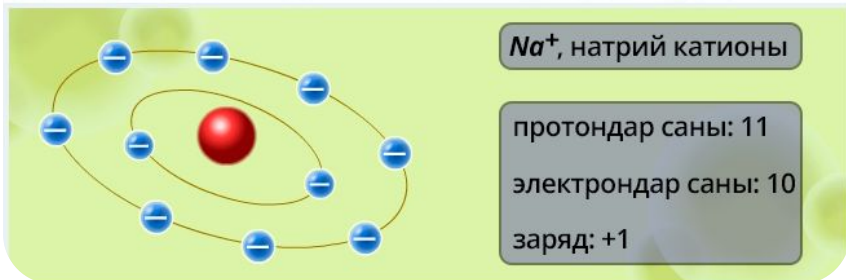 Na⁺, натрий катионы
протондар саны: 11
электрондар саны: 10
заряд: +1